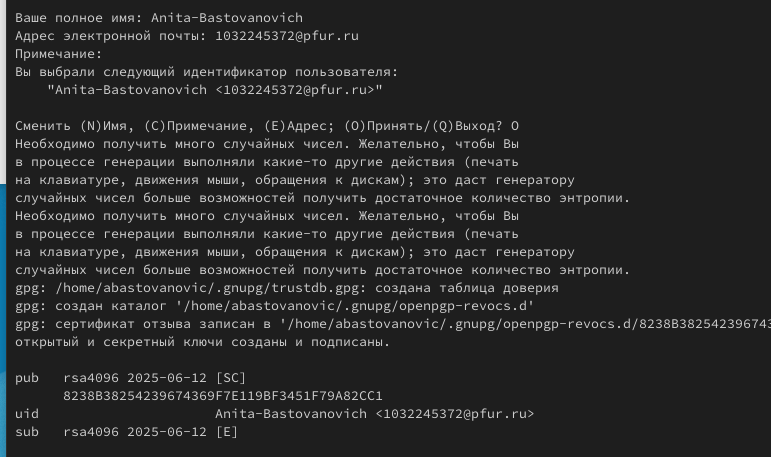 Ваше полное имя: Anita-Bastovanovich
Адрес электронной почты: 1032245372@pfur.ru
Примечание:
Вы выбрали следующий идентификатор пользователя:
"Anita-Bastovanovich <1032245372@pfur.ru>"
Сменить (N)Имя, (C)Примечание, (E)Адрес; (O)Принять/(Q)Выход? O
Необходимо получить много случайных чисел. Желательно, чтобы Вы
в процессе генерации выполняли какие-то другие действия (печать
на клавиатуре, движения мыши, обращения к дискам); это даст генератору
случайных чисел больше возможностей получить достаточное количество энтропии.
Необходимо получить много случайных чисел. Желательно, чтобы Вы
в процессе генерации выполняли какие-то другие действия (печать
на клавиатуре, движения мыши, обращения к дискам); это даст генератору
случайных чисел больше возможностей получить достаточное количество энтропии.
gpg: /home/abastovanovic/.gnupg/trustdb.gpg: создана таблица доверия
gpg: создан каталог '/home/abastovanovic/.gnupg/openpgp-revocs.d'
gpg: сертификат отзыва записан в '/home/abastovanovic/.gnupg/openpgp-revocs.d/8238B382542396743
открытый и секретный ключи созданы и подписаны.
pub rsa4096 2025-06-12 [SC]
8238B38254239674369F7E119BF3451F79A82CC1
uid Anita-Bastovanovich <1032245372@pfur.ru>
sub rsa4096 2025-06-12 [E]